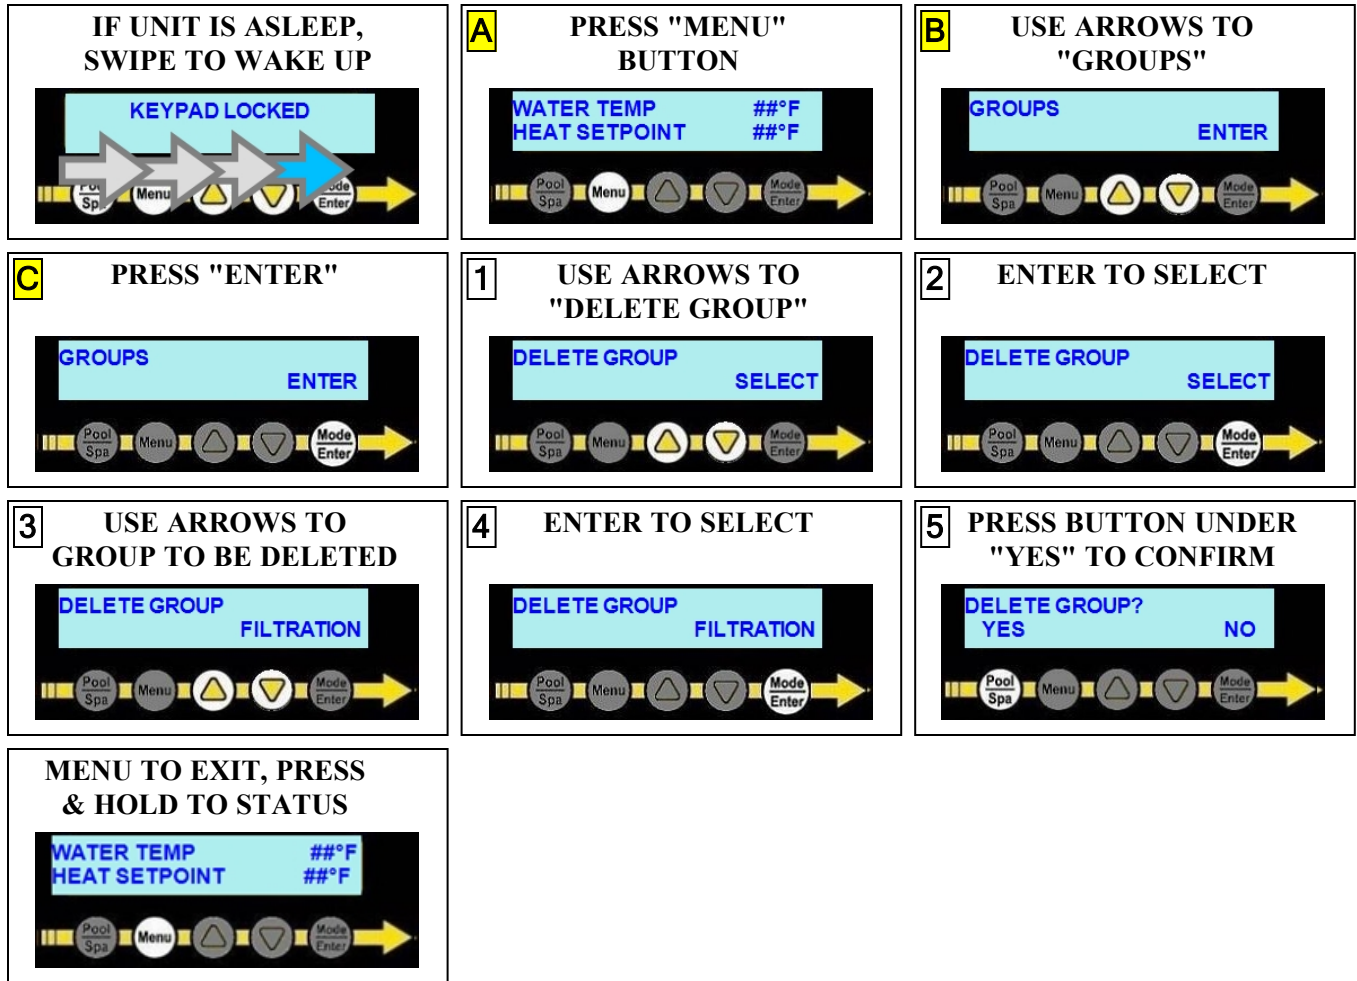 IF UNIT IS ASLEEP,
SWIPE TO WAKE UP
KEYPAD LOCKED
Pool
Spa
Menu
Mode
Enter
A
PRESS "MENU"
BUTTON
WATER TEMP ##°F
HEAT SETPOINT ##°F
Pool
Spa
Menu
Mode
Enter
B
USE ARROWS TO
"GROUPS"
GROUPS
ENTER
Pool
Spa
Menu
Mode
Enter
C
PRESS "ENTER"
GROUPS
ENTER
Pool
Spa
Menu
Mode
Enter
1
USE ARROWS TO
"DELETE GROUP"
DELETE GROUP
SELECT
Pool
Spa
Menu
Mode
Enter
2
ENTER TO SELECT
DELETE GROUP
SELECT
Pool
Spa
Menu
Mode
Enter
3
USE ARROWS TO
GROUP TO BE DELETED
DELETE GROUP
FILTRATION
Pool
Spa
Menu
Mode
Enter
4
ENTER TO SELECT
DELETE GROUP
FILTRATION
Pool
Spa
Menu
Mode
Enter
5
PRESS BUTTON UNDER
"YES" TO CONFIRM
DELETE GROUP?
YES NO
Pool
Spa
Menu
Mode
Enter
MENU TO EXIT, PRESS
& HOLD TO STATUS
WATER TEMP ##°F
HEAT SETPOINT ##°F
Pool
Spa
Menu
Mode
Enter